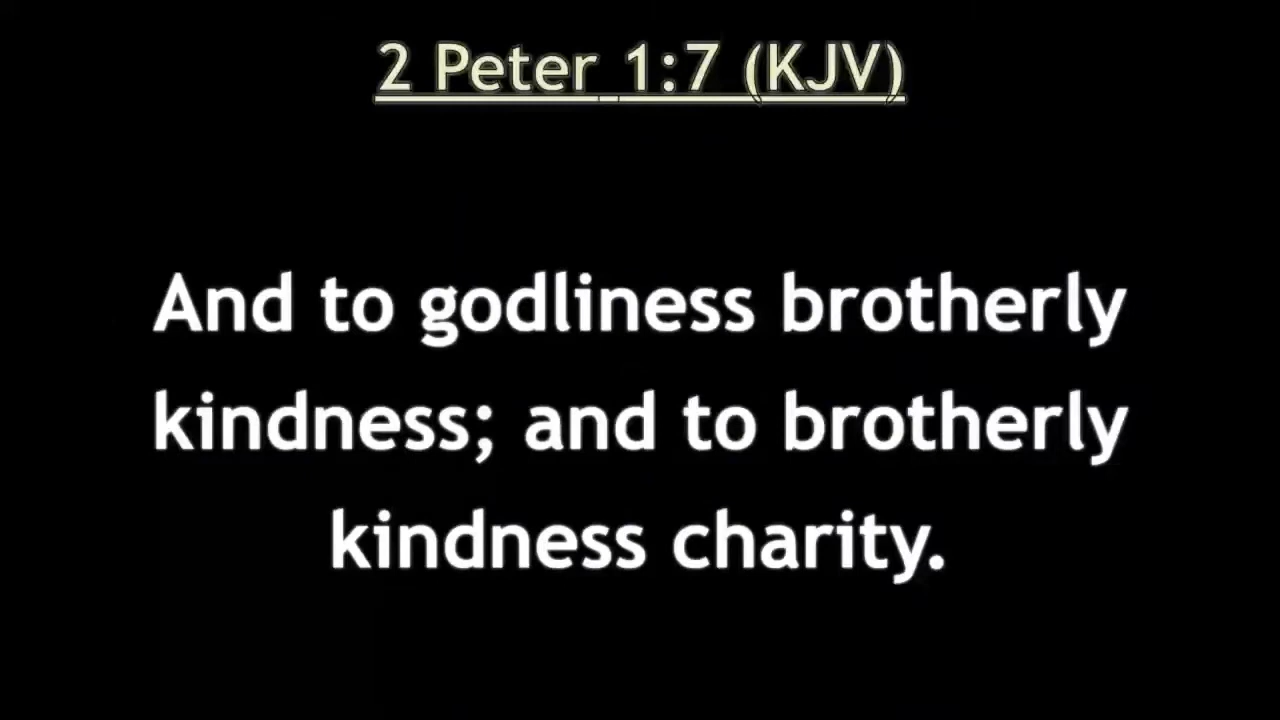 2 Peter 1:7 (KJV)
And to godliness brotherly
kindness; and to brotherly
kindness charity.